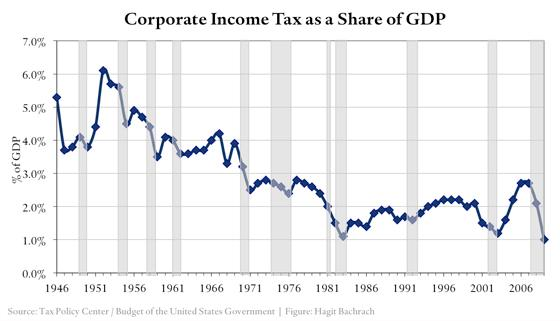 Corporate Income Tax as a Share of GDP
7.0%
6.0%
5.0%
4.0%
3.0%
2.0%
1.0%
0.0%
% of GDP
1946 1951 1956 1961 1966 1971 1976 1981 1986 1991 1996 2001 2006
Source: Tax Policy Center / Budget of the United States Government | Figure: Hagit Bachrach